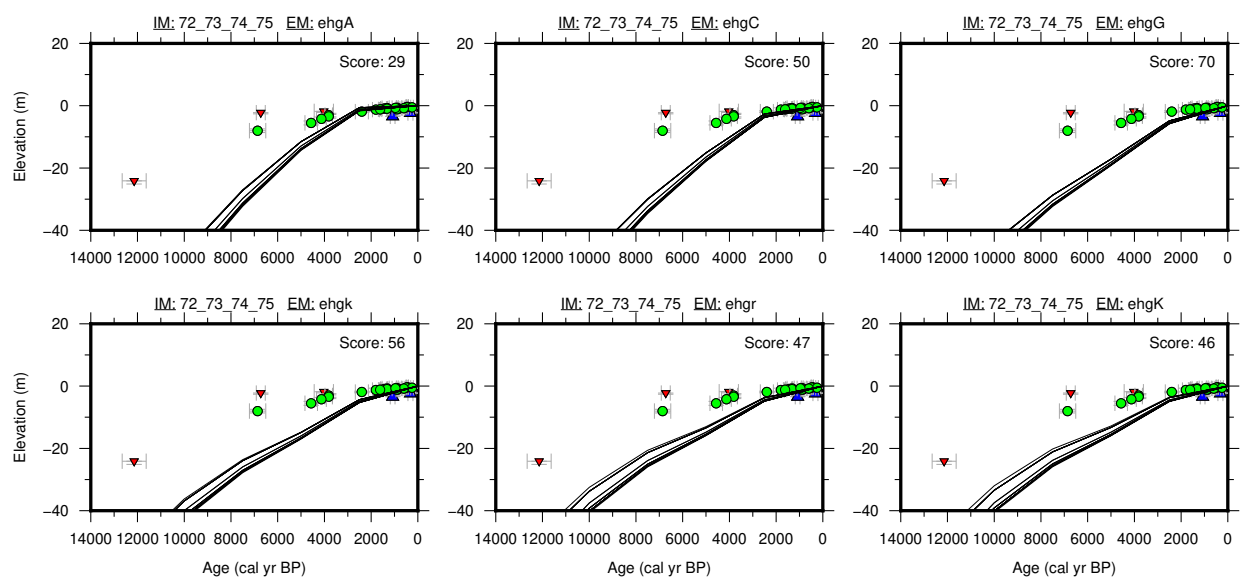 IM: 72_73_74_75 EM: ehgA
IM: 72_73_74_75 EM: ehgC
IM: 72_73_74_75 EM: ehgG
Score: 29
Score: 50
Score: 70
Elevation (m)
20
0
−20
−40
20
0
−20
−40
20
0
−20
−40
14000 12000 10000 8000 6000 4000 2000 0
14000 12000 10000 8000 6000 4000 2000 0
14000 12000 10000 8000 6000 4000 2000 0
IM: 72_73_74_75 EM: ehgk
IM: 72_73_74_75 EM: ehgr
IM: 72_73_74_75 EM: ehgK
Score: 56
Score: 47
Score: 46
Elevation (m)
20
0
−20
−40
20
0
−20
−40
20
0
−20
−40
14000 12000 10000 8000 6000 4000 2000 0
14000 12000 10000 8000 6000 4000 2000 0
14000 12000 10000 8000 6000 4000 2000 0
Age (cal yr BP)
Age (cal yr BP)
Age (cal yr BP)